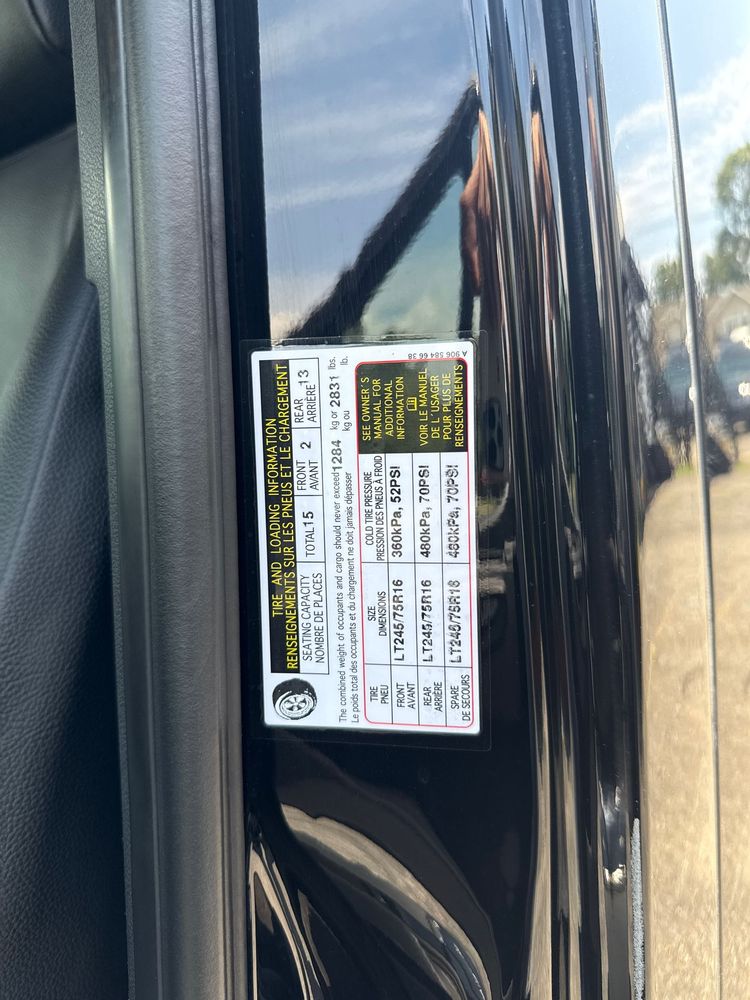 TIRE AND LOADING INFORMATION
RENSEIGNEMENTS SUR LES PNEUS ET LE CHARGEMENT
SEATING CAPACITY
NOMBRE DE PLACES
TOTAL 15
FRONT
AVANT
2
REAR
ARRIÈRE
13
The combined weight of occupants and cargo should never exceed 1284 kg or 2831 lbs.
Le poids total des occupants et du chargement ne doit jamais dépasser kg ou lb.
TIRE
PNEU
SIZE
DIMENSIONS
COLD TIRE PRESSURE
PRESSION DES PNEUS À FROID
FRONT
AVANT
LT245/75R16
360kPa, 52PSI
REAR
ARRIÈRE
LT245/75R16
480kPa, 70PSI
SPARE
DE SECOURS
LT245/75R16
480kPa, 70PSI
SEE OWNER'S
MANUAL FOR
ADDITIONAL
INFORMATION
VOIR LE MANUEL
DE L'USAGER
POUR PLUS DE
RENSEIGNEMENTS
A 906 584 66 38